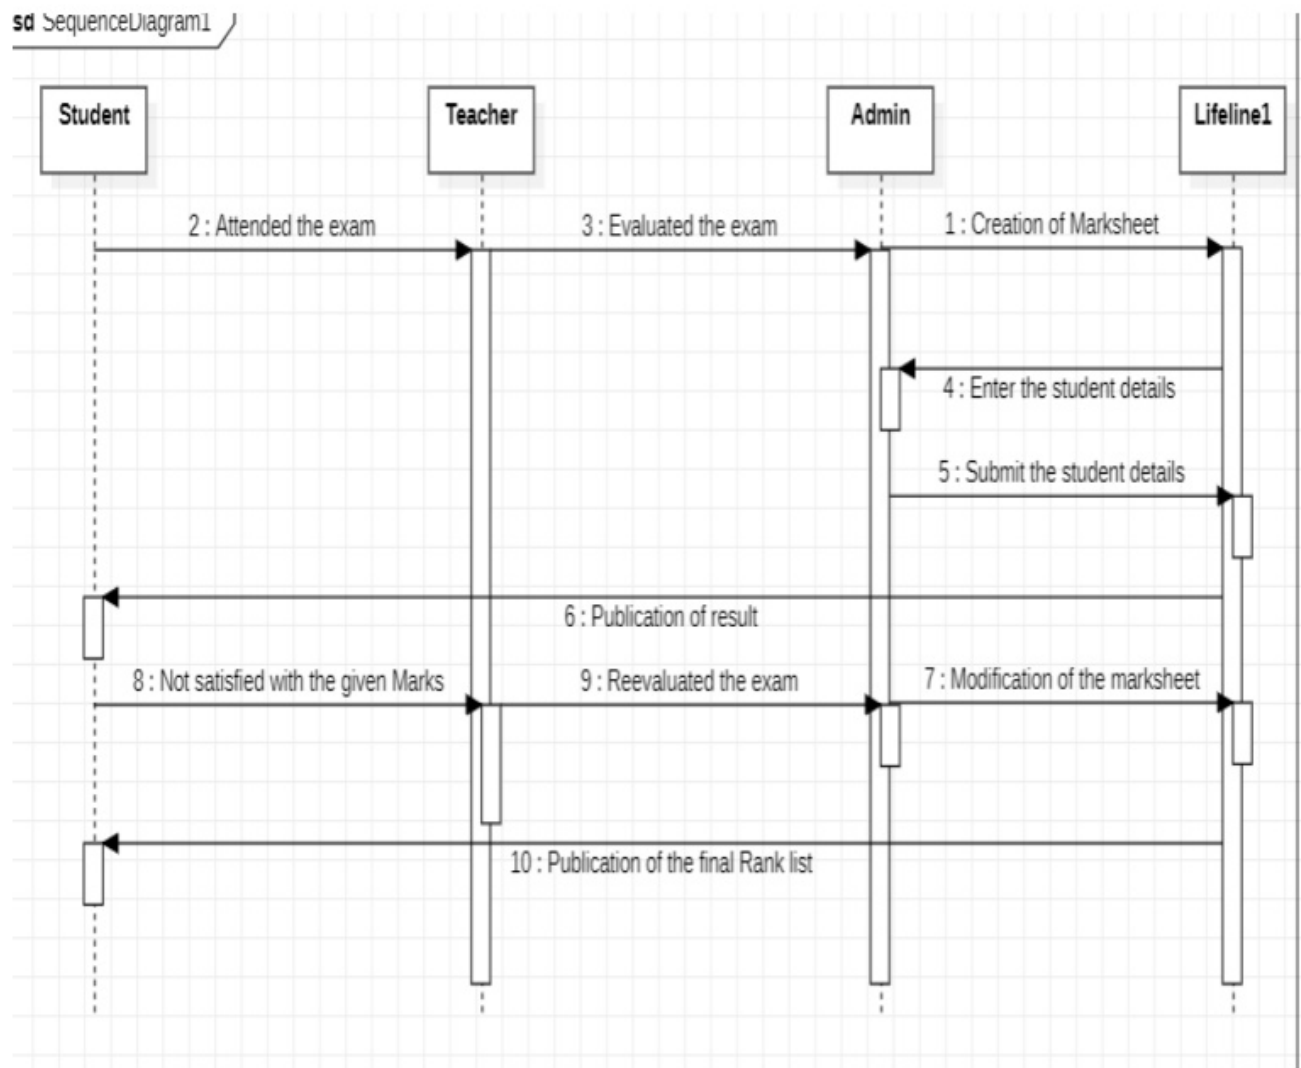 sd SequenceDiagram1
Student
Teacher
Admin
Lifeline1
2 : Attended the exam
3 : Evaluated the exam
1 : Creation of Marksheet
4 : Enter the student details
5 : Submit the student details
6 : Publication of result
8 : Not satisfied with the given Marks
9 : Reevaluated the exam
7 : Modification of the marksheet
10 : Publication of the final Rank list